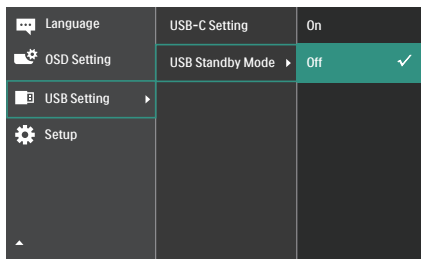 Language
OSD Setting
USB Setting
Setup
USB-C Setting
USB Standby Mode
On
Off